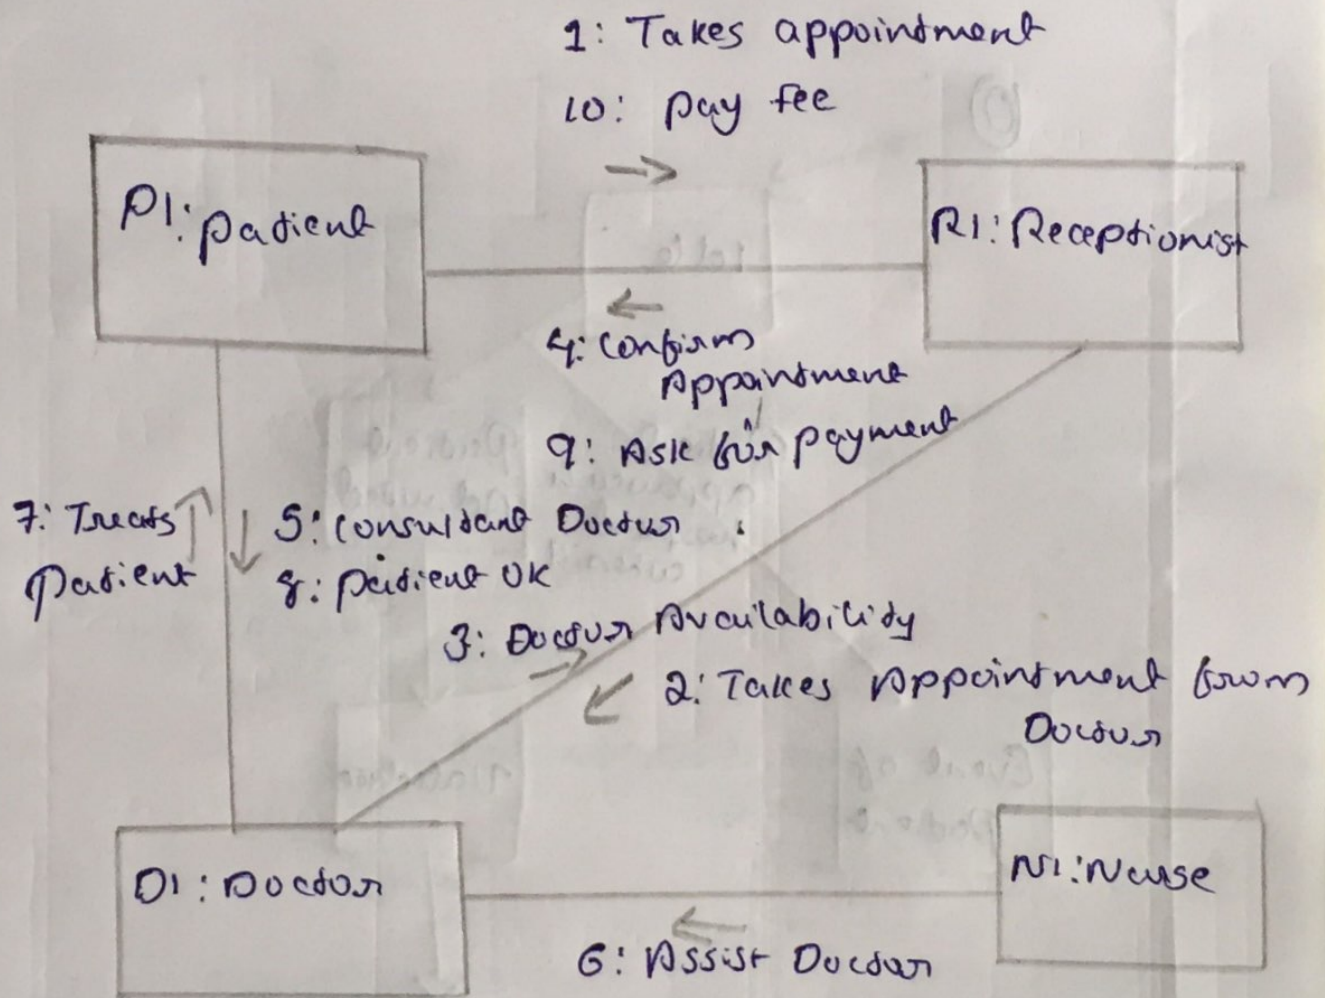 1: Takes appointment
10: pay fee
P1: patient
R1: Receptionist
4: Confirm
Appointment
9: Ask for payment
7: Treats
patient
5: Consultant Doctor
8: patient OK
3: Doctor Availability
2: Takes Appointment from
Doctor
D1: Doctor
N1: Nurse
6: Assist Doctor